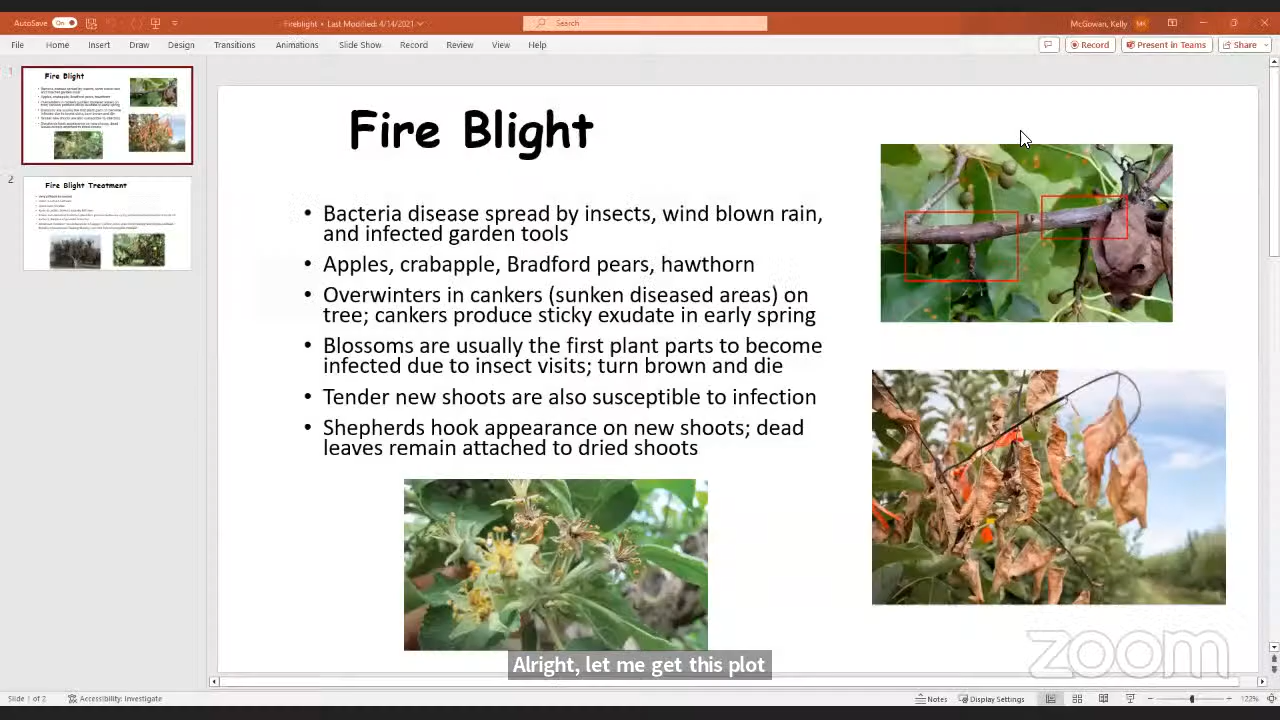 AutoSave On
Fireblight • Last Modified: 4/14/2021
Search
McGowan, Kelly MK
File Home Insert Draw Design Transitions Animations Slide Show Record Review View Help
Record Present in Teams Share
1
Fire Blight
2
Fire Blight Treatment
Fire Blight
• Bacteria disease spread by insects, wind blown rain,
and infected garden tools
• Apples, crabapple, Bradford pears, hawthorn
• Overwinters in cankers (sunken diseased areas) on
tree; cankers produce sticky exudate in early spring
• Blossoms are usually the first plant parts to become
infected due to insect visits; turn brown and die
• Tender new shoots are also susceptible to infection
• Shepherds hook appearance on new shoots; dead
leaves remain attached to dried shoots
zoom
Alright, let me get this plot
Slide 1 of 2 Accessibility: Investigate
Notes Display Settings 122%